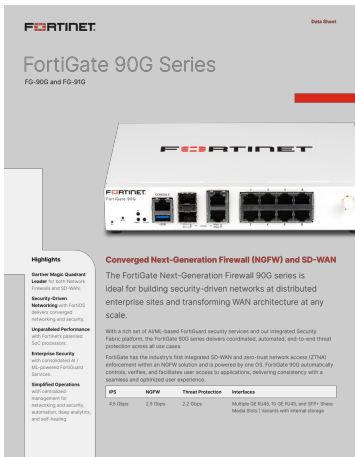 FORTINET
Data Sheet
FortiGate 90G Series
FG-90G and FG-91G
FORTINET
FORTINET
FortiGate 90G
CONSOLE
USB
Highlights
Gartner Magic Quadrant
Leader for both Network
Firewalls and SD-WAN.
Security-Driven
Networking with FortiOS
delivers converged
networking and security.
Unparalleled Performance
with Fortinet's patented
SoC processors.
Enterprise Security
with consolidated AI /
ML-powered FortiGuard
Services.
Simplified Operations
with centralized
management for
networking and security,
automation, deep analytics,
and self-healing.
Converged Next-Generation Firewall (NGFW) and SD-WAN
The FortiGate Next-Generation Firewall 90G series is
ideal for building security-driven networks at distributed
enterprise sites and transforming WAN architecture at any
scale.
With a rich set of AI/ML-based FortiGuard security services and our integrated Security
Fabric platform, the FortiGate 90G series delivers coordinated, automated, end-to-end threat
protection across all use cases.
FortiGate has the industry's first integrated SD-WAN and zero-trust network access (ZTNA)
enforcement within an NGFW solution and is powered by one OS. FortiGate 90G automatically
controls, verifies, and facilitates user access to applications, delivering consistency with a
seamless and optimized user experience.
IPS NGFW Threat Protection Interfaces
4.5 Gbps 2.5 Gbps 2.2 Gbps Multiple GE RJ45, 10 GE RJ45, and SFP+ Share
Media Slots | Variants with internal storage